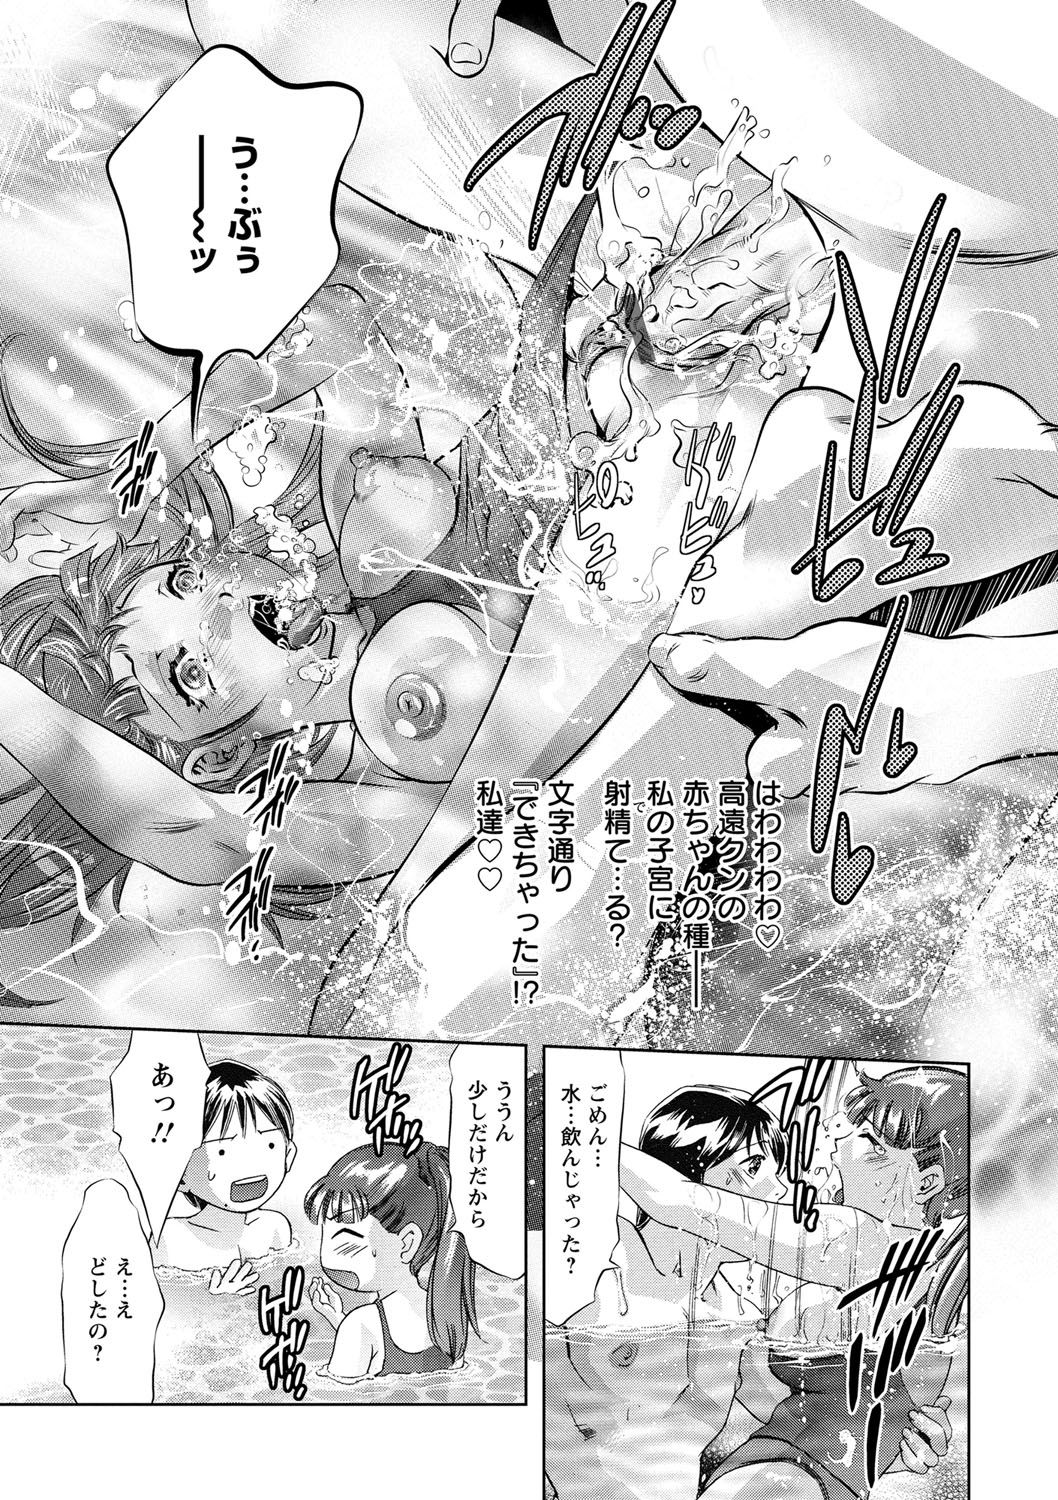 う…ぶぅ
━━～ッ
はわわわわわ♡
高遠クンの
赤ちゃんの種━━
私の子宮に
射精て…る？
で
文字通り
『できちゃった』!?
私達♡♡
ごめん…
水…飲んじゃった？
ううん
少しだけだから
あっ!!
え…え
どしたの？